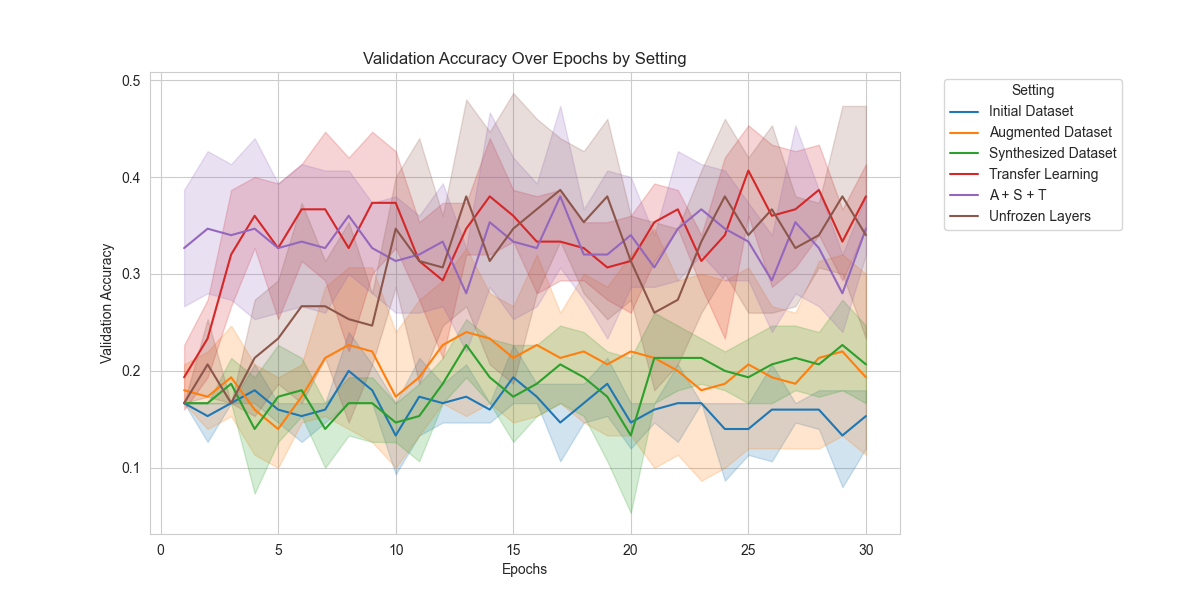 Validation Accuracy Over Epochs by Setting
Validation Accuracy
0.5
0.4
0.3
0.2
0.1
0 5 10 15 20 25 30
Epochs
Setting
Initial Dataset
Augmented Dataset
Synthesized Dataset
Transfer Learning
A + S + T
Unfrozen Layers